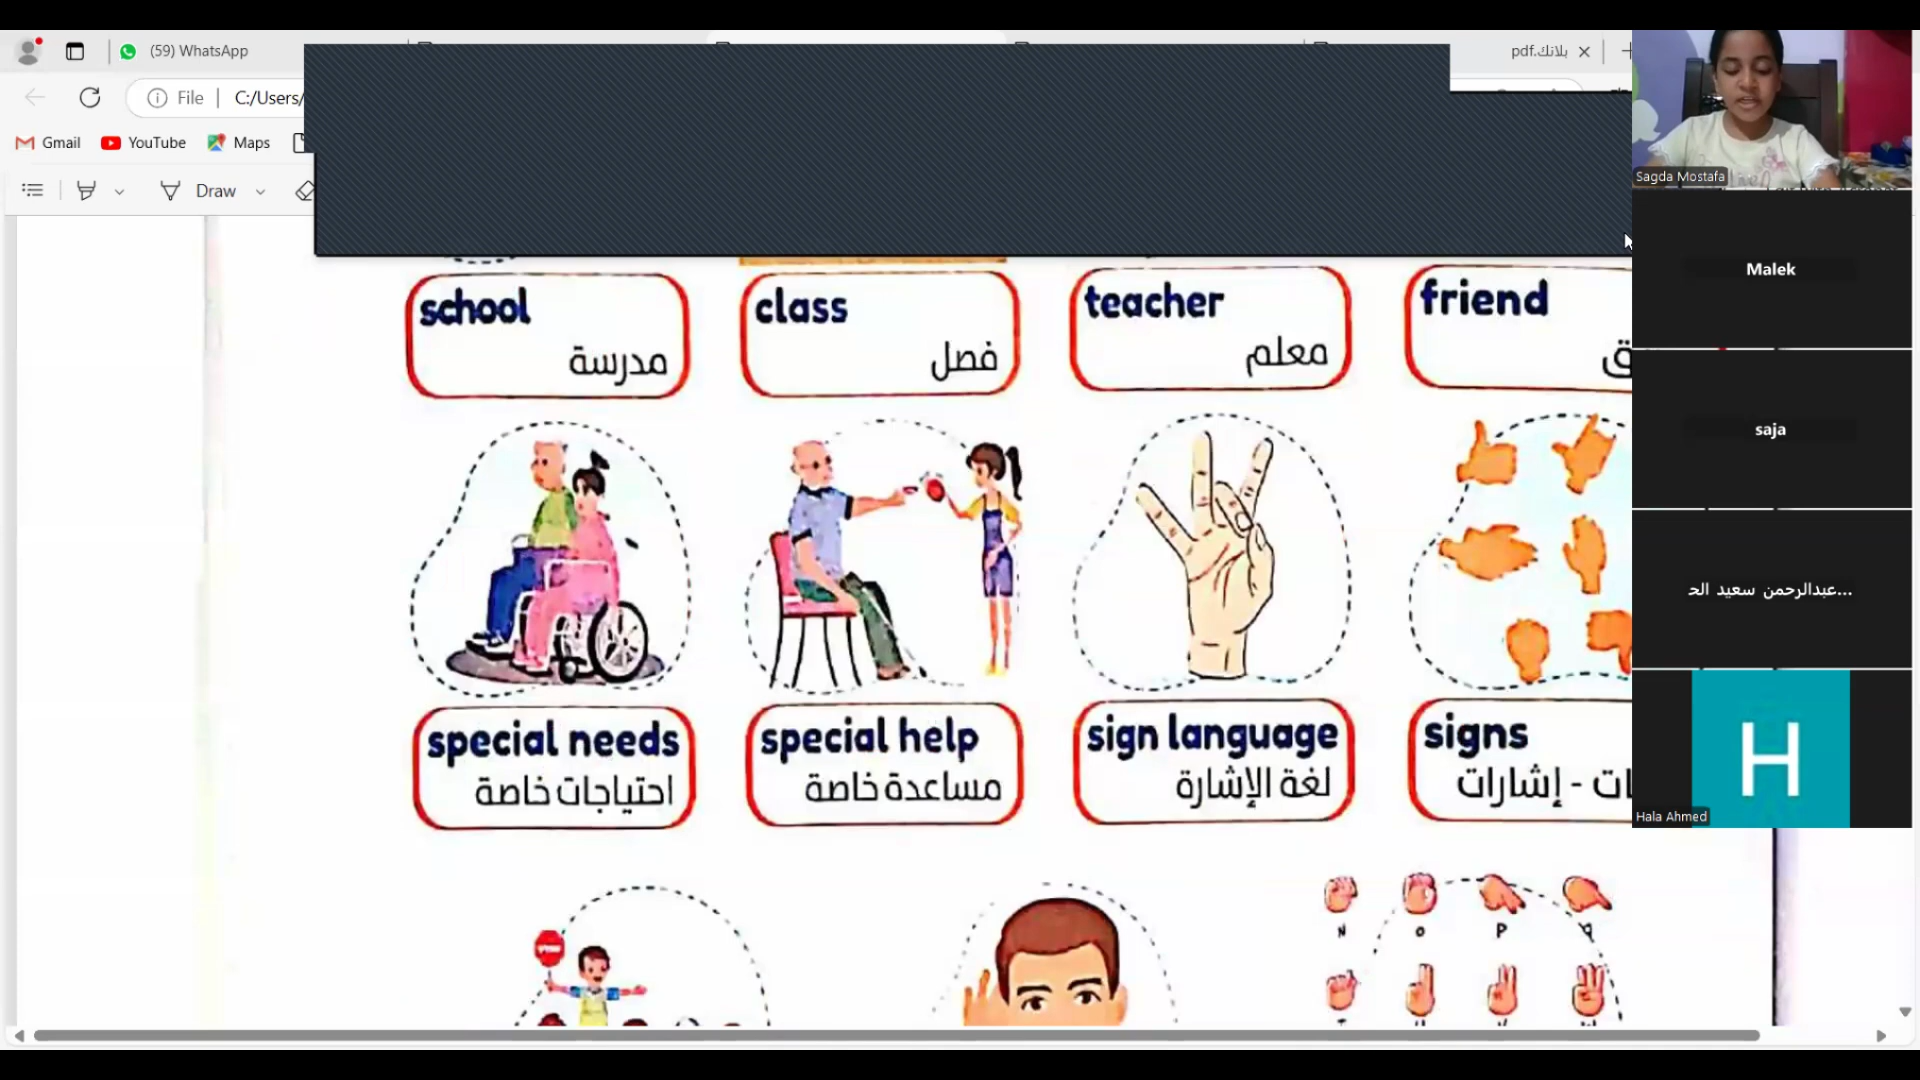 (59) WhatsApp
بلانك.pdf
File
C:/Users/
Gmail
YouTube
Maps
Draw
Sagda Mostafa
Malek
saja
عبدالرحمن سعيد الح...
H
Hala Ahmed
school
مدرسة
class
فصل
teacher
معلم
friend
special needs
احتياجات خاصة
special help
مساعدة خاصة
sign language
لغة الإشارة
signs
إشارات
STOP
N O P Q